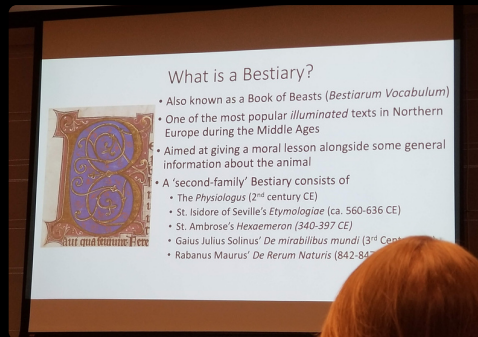 What is a Bestiary?
• Also known as a Book of Beasts (Bestiarum Vocabulum)
• One of the most popular illuminated texts in Northern
Europe during the Middle Ages
• Aimed at giving a moral lesson alongside some general
information about the animal
• A ‘second-family’ Bestiary consists of
• The Physiologus (2nd century CE)
• St. Isidore of Seville’s Etymologiae (ca. 560-636 CE)
• St. Ambrose’s Hexaemeron (340-397 CE)
• Gaius Julius Solinus’ De mirabilibus mundi (3rd
• Rabanus Maurus’ De Rerum Naturis
B